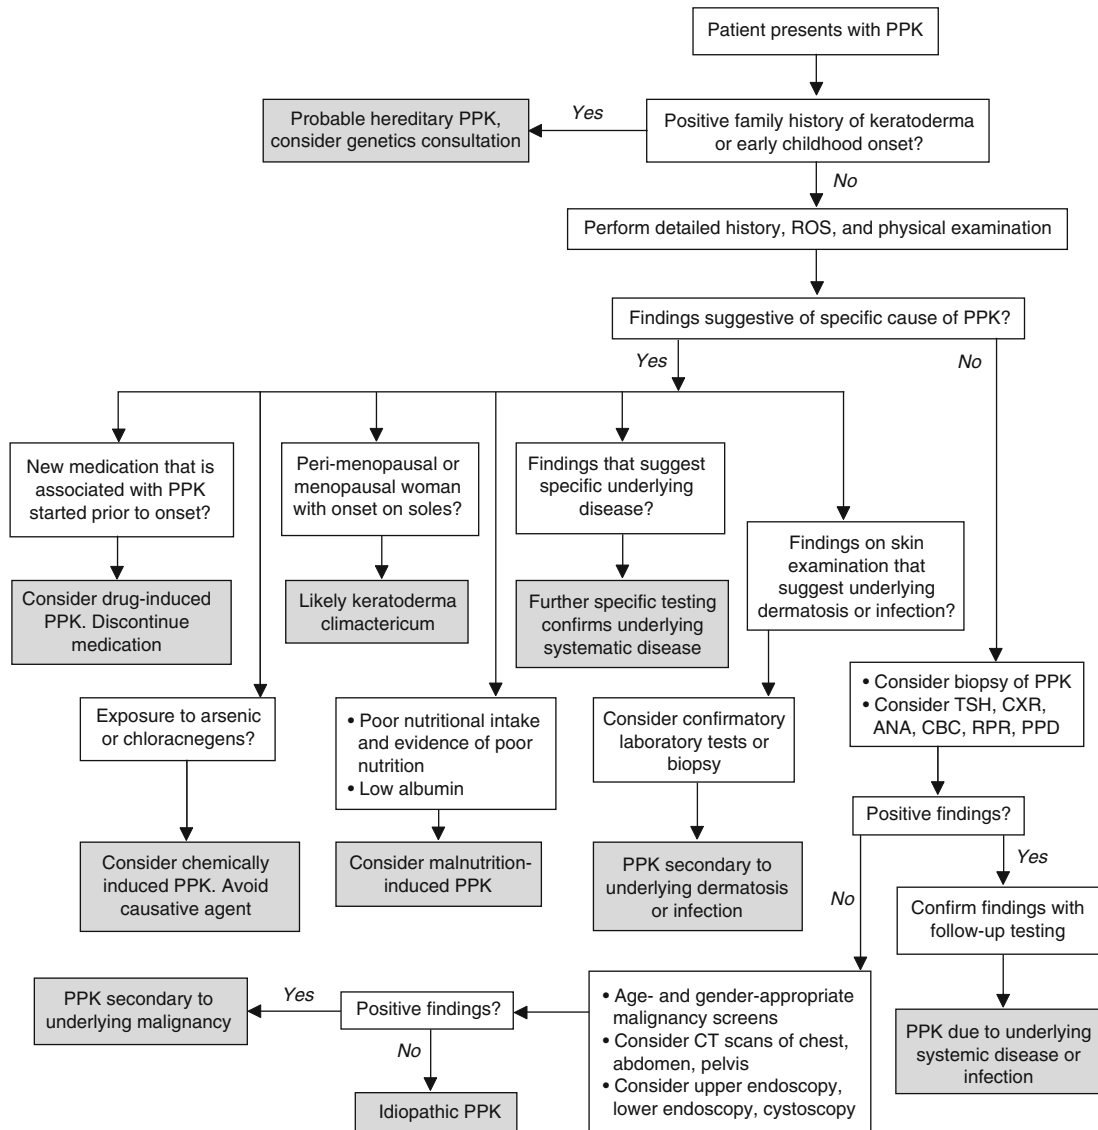 Patient presents with PPK
Probable hereditary PPK,
consider genetics consultation
Yes
Positive family history of keratoderma
or early childhood onset?
No
Perform detailed history, ROS, and physical examination
Findings suggestive of specific cause of PPK?
Yes
No
New medication that is
associated with PPK
started prior to onset?
Peri-menopausal or
menopausal woman
with onset on soles?
Findings that suggest
specific underlying
disease?
Findings on skin
examination that
suggest underlying
dermatosis or infection?
Consider drug-induced
PPK. Discontinue
medication
Likely keratoderma
climactericum
Further specific testing
confirms underlying
systematic disease
• Consider biopsy of PPK
• Consider TSH, CXR,
ANA, CBC, RPR, PPD
Exposure to arsenic
or chloracnegens?
• Poor nutritional intake
and evidence of poor
nutrition
• Low albumin
Consider confirmatory
laboratory tests or
biopsy
Positive findings?
Consider chemically
induced PPK. Avoid
causative agent
Consider malnutrition-
induced PPK
PPK secondary to
underlying dermatosis
or infection
No
Yes
Confirm findings with
follow-up testing
PPK secondary to
underlying malignancy
Yes
Positive findings?
• Age- and gender-appropriate
malignancy screens
• Consider CT scans of chest,
abdomen, pelvis
• Consider upper endoscopy,
lower endoscopy, cystoscopy
PPK due to underlying
systemic disease or
infection
No
Idiopathic PPK